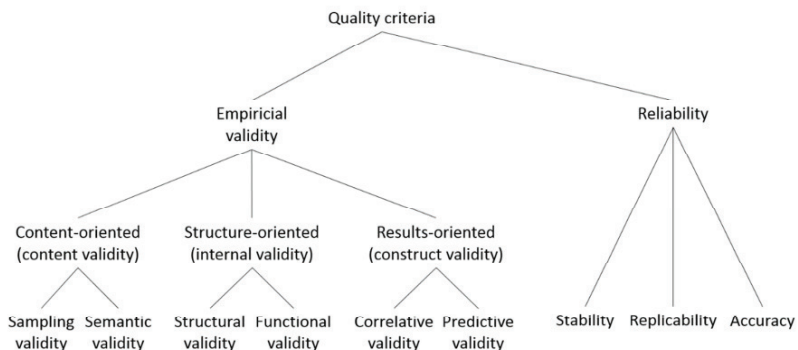 Quality criteria
Empiricial
validity
Reliability
Content-oriented
(content validity)
Structure-oriented
(internal validity)
Results-oriented
(construct validity)
Sampling
validity
Semantic
validity
Structural
validity
Functional
validity
Correlative
validity
Predictive
validity
Stability
Replicability
Accuracy